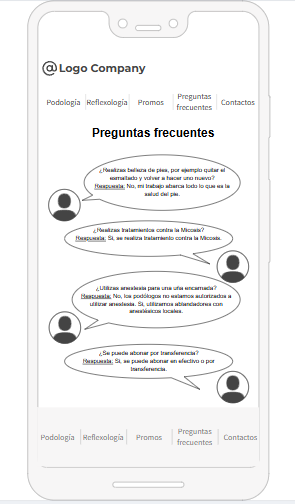 @ Logo Company
Podología Reflexología Promos Preguntas frecuentes Contactos
Preguntas frecuentes
¿Realizas belleza de pies, por ejemplo quitar el
esmaltado y volver a hacer uno nuevo?
Respuesta: No, mi trabajo abarca todo lo que es la
salud del pie.
¿Realizas tratamientos contra la Micosis?
Respuesta: Si, se realiza tratamiento contra la Micosis.
¿Utilizas anestesia para una uña encarnada?
Respuesta: No, los podólogos no estamos autorizados a
utilizar anestesia. Si, utilizamos ablandadores con
anestésicos locales.
¿Se puede abonar por transferencia?
Respuesta: Si, se puede abonar en efectivo o por
transferencia.
Podología Reflexología Promos Preguntas frecuentes Contactos